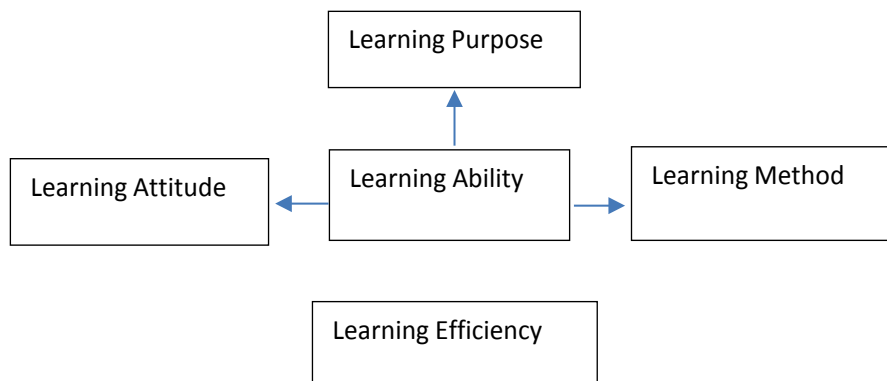 Learning Purpose
Learning Attitude
Learning Ability
Learning Method
Learning Efficiency